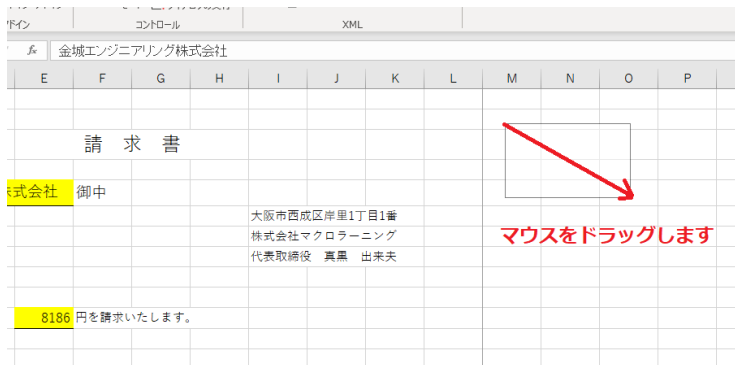 コントロール
XML
fx 金城エンジニアリング株式会社
E F G H I J K L M N O P
請 求 書
式会社 御中
大阪市西成区岸里1丁目1番
株式会社マクロラーニング
代表取締役 真黒 出来夫
マウスをドラッグします
8186 円を請求いたします。